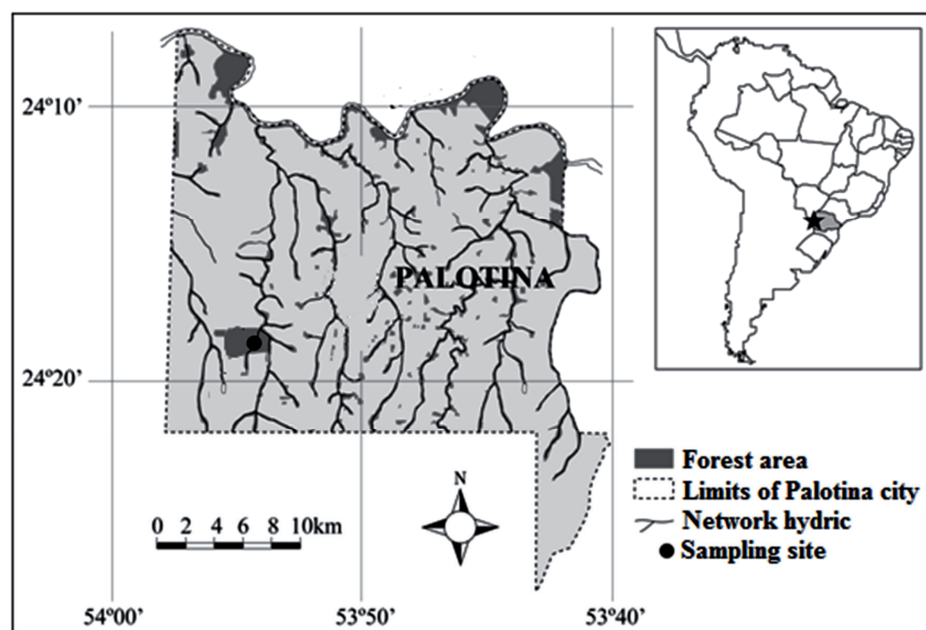 24º10’
PALOTINA
24º20’
Forest area
Limits of Palotina city
Network hydric
Sampling site
N
0 2 4 6 8 10km
54º00’ 53º50’ 53º40’